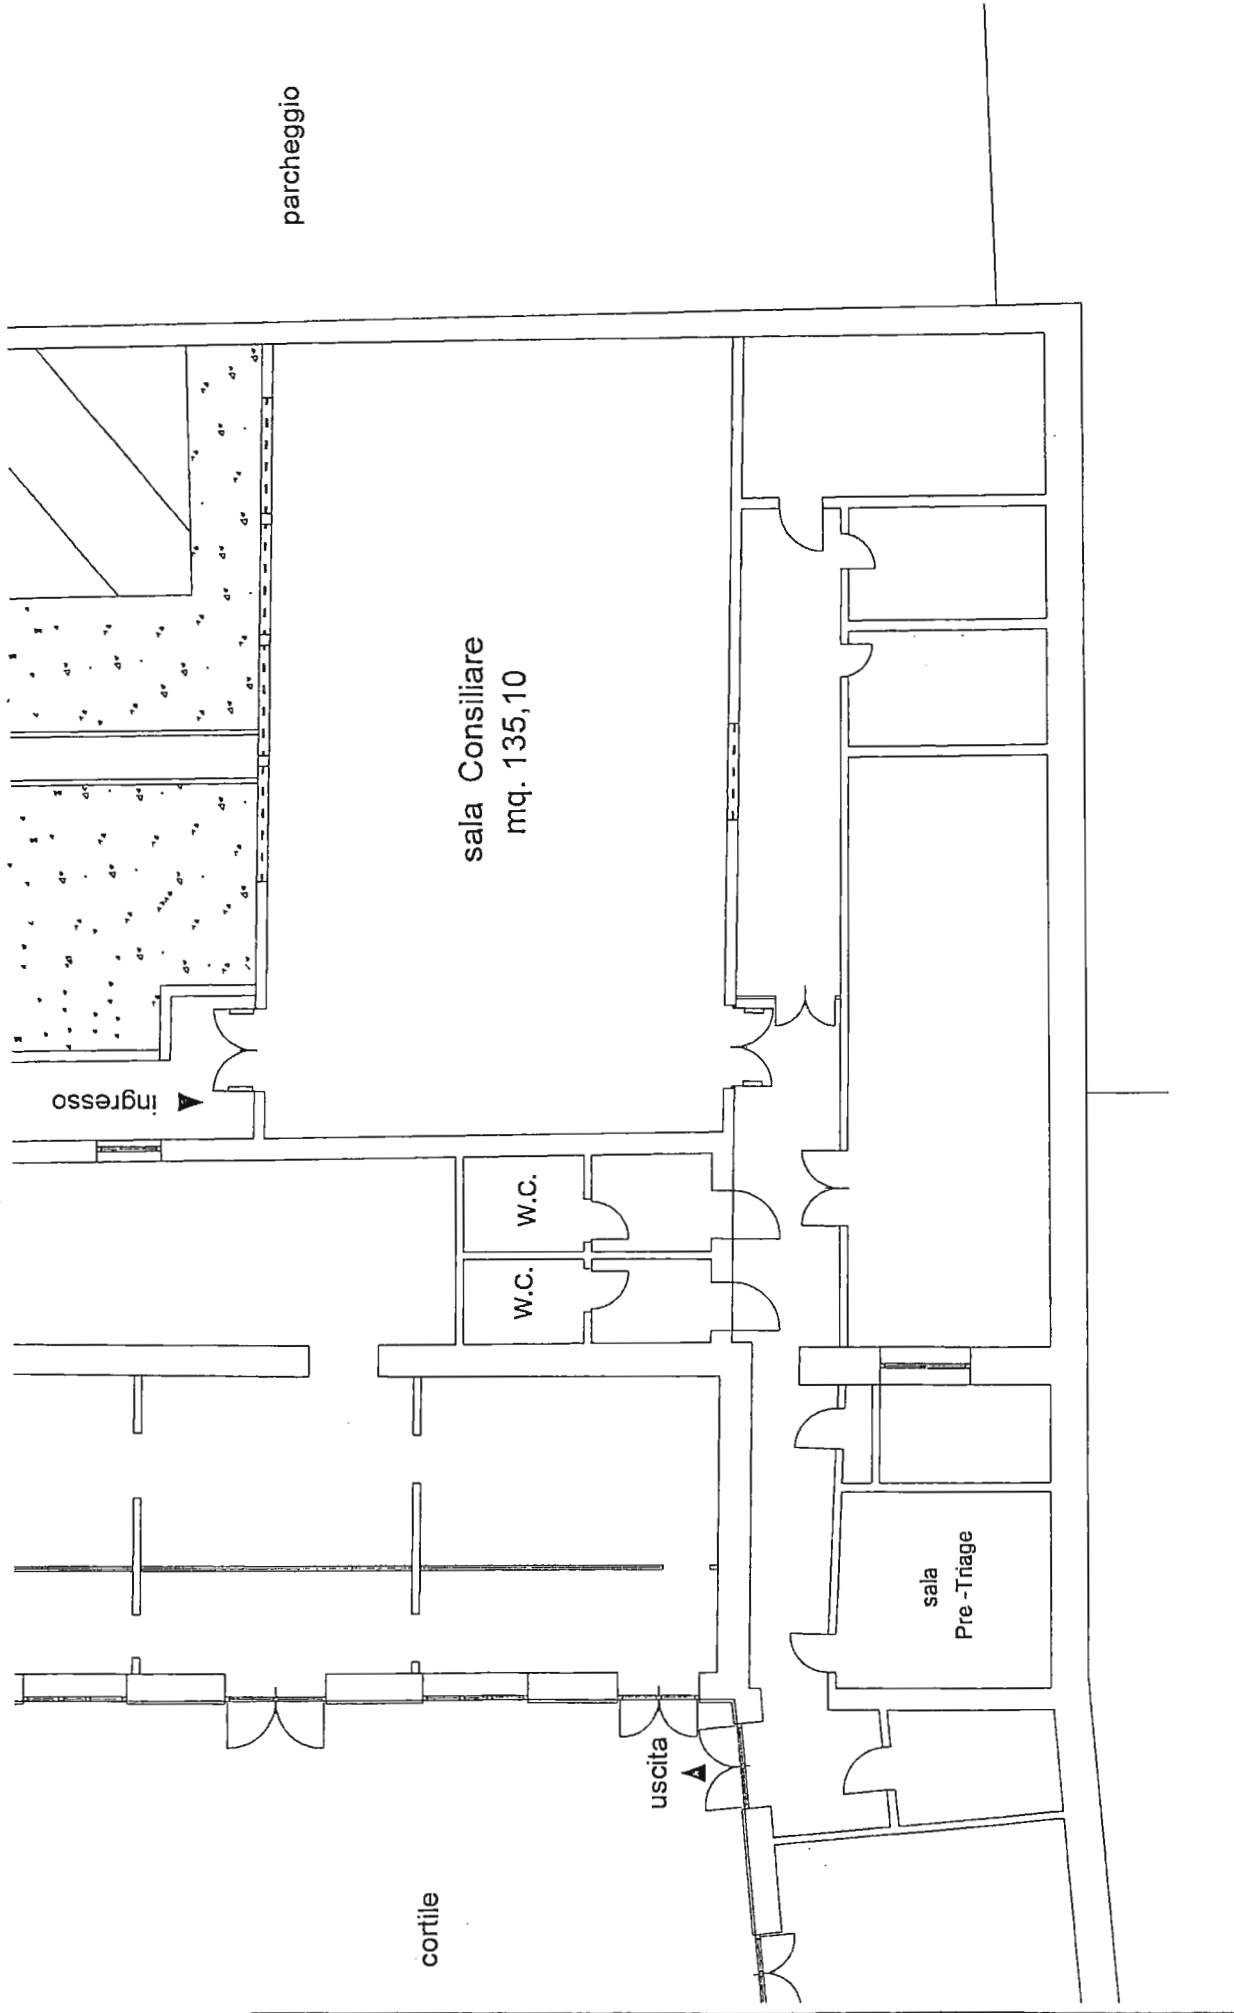 parcheggio
sala Consiliare
mq. 135,10
ingresso
w.c.
w.c.
sala
Pre -Triage
uscita
cortile